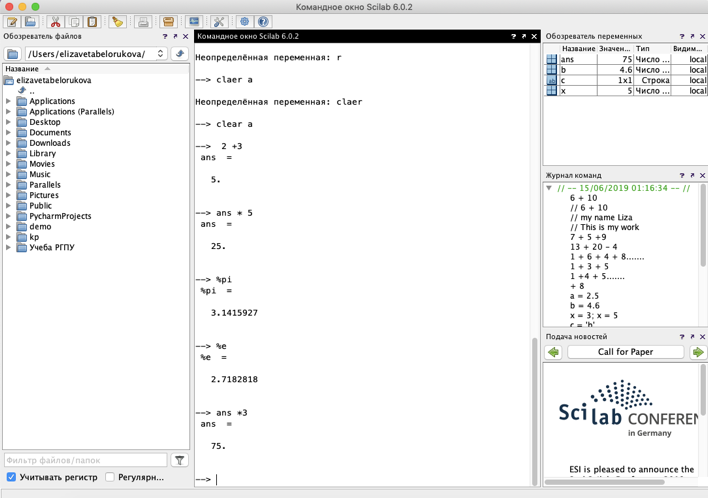 Командное окно Scilab 6.0.2
Обозреватель файлов ? ↗ ✕
/Users/elizavetabelorukova/
Название
elizavetabelorukova
..
Applications
Applications (Parallels)
Desktop
Documents
Downloads
Library
Movies
Music
Parallels
Pictures
Public
PycharmProjects
demo
kp
Учеба РГПУ
Фильтр файлов/папок
Учитывать регистр Регулярн...
Командное окно Scilab 6.0.2 ? ↗ ✕
Неопределённая переменная: r
--> claer a
Неопределённая переменная: claer
--> clear a
--> 2 +3
ans =
5.
--> ans * 5
ans =
25.
--> %pi
%pi =
3.1415927
--> %e
%e =
2.7182818
--> ans *3
ans =
75.
-->
Обозреватель переменных ? ↗ ✕
Название Значен... Тип Видим...
ans 75 Число ... local
b 4.6 Число ... local
ab c 1x1 Строка local
x 5 Число ... local
Журнал команд ? ↗ ✕
// -- 15/06/2019 01:16:34 -- //
6 + 10
// 6 + 10
// my name Liza
// This is my work
7 + 5 +9
13 + 20 - 4
1 + 6 + 4 + 8.......
1 + 3 + 5
1 +4 + 5.......
+ 8
a = 2.5
b = 4.6
x = 3; x = 5
c = 'b'
Подача новостей ? ↗ ✕
Call for Paper
Scilab CONFEREN
in Germany
ESI is pleased to announce the